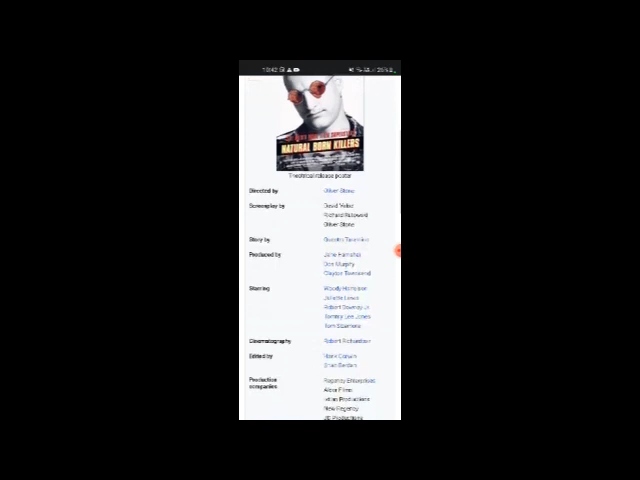 NATURAL BORN KILLERS
Theatrical release poster
Directed by Oliver Stone
Screenplay by David Veloz
Richard Rutowski
Oliver Stone
Story by Quentin Tarantino
Produced by Jane Hamsher
Don Murphy
Clayton Townsend
Starring Woody Harrelson
Juliette Lewis
Robert Downey Jr.
Tommy Lee Jones
Tom Sizemore
Cinematography Robert Richardson
Edited by Hank Corwin
Brian Berdan
Production companies Regency Enterprises
Alcor Films
Ixtlan Productions
New Regency
JD Productions